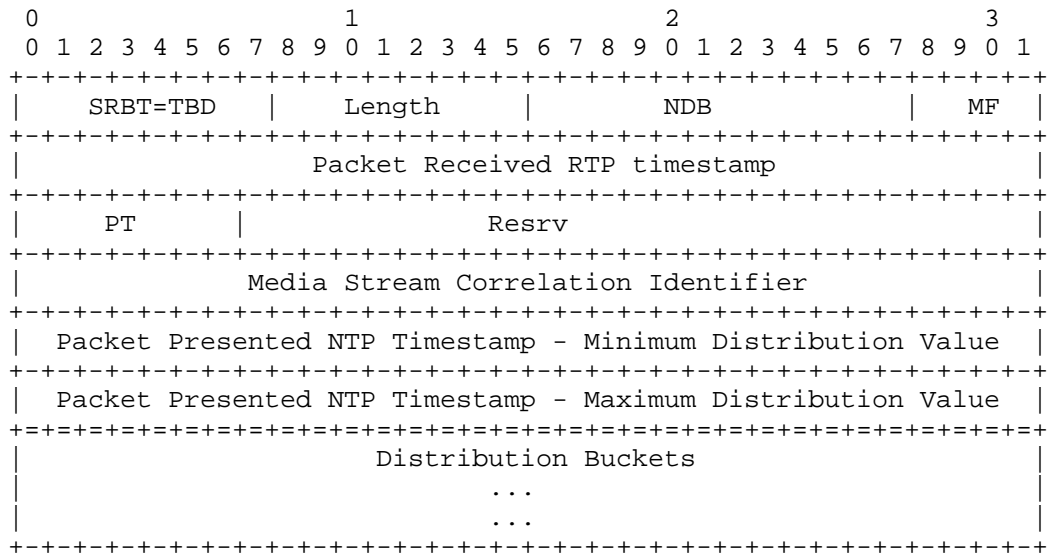 0                   1                   2                   3
0 1 2 3 4 5 6 7 8 9 0 1 2 3 4 5 6 7 8 9 0 1 2 3 4 5 6 7 8 9 0 1
+-+-+-+-+-+-+-+-+-+-+-+-+-+-+-+-+-+-+-+-+-+-+-+-+-+-+-+-+-+-+-+-+
|    SRBT=TBD   |    Length     |         NDB           |   MF  |
+-+-+-+-+-+-+-+-+-+-+-+-+-+-+-+-+-+-+-+-+-+-+-+-+-+-+-+-+-+-+-+-+
|                  Packet Received RTP timestamp                |
+-+-+-+-+-+-+-+-+-+-+-+-+-+-+-+-+-+-+-+-+-+-+-+-+-+-+-+-+-+-+-+-+
|     PT      |               Resrv                             |
+-+-+-+-+-+-+-+-+-+-+-+-+-+-+-+-+-+-+-+-+-+-+-+-+-+-+-+-+-+-+-+-+
|              Media Stream Correlation Identifier              |
+-+-+-+-+-+-+-+-+-+-+-+-+-+-+-+-+-+-+-+-+-+-+-+-+-+-+-+-+-+-+-+-+
|  Packet Presented NTP Timestamp - Minimum Distribution Value  |
+-+-+-+-+-+-+-+-+-+-+-+-+-+-+-+-+-+-+-+-+-+-+-+-+-+-+-+-+-+-+-+-+
|  Packet Presented NTP Timestamp - Maximum Distribution Value  |
+=+=+=+=+=+=+=+=+=+=+=+=+=+=+=+=+=+=+=+=+=+=+=+=+=+=+=+=+=+=+=+=+
|                      Distribution Buckets                     |
|                             ...                               |
|                             ...                               |
+-+-+-+-+-+-+-+-+-+-+-+-+-+-+-+-+-+-+-+-+-+-+-+-+-+-+-+-+-+-+-+-+